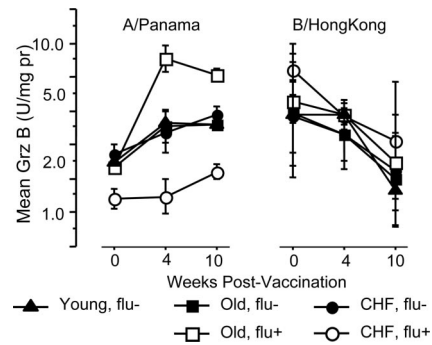 A/Panama B/HongKong
Mean Grz B (U/mg pr)
10.0
5.0
2.0
1.0
0 4 10 0 4 10
Weeks Post-Vaccination
Young, flu- Old, flu- CHF, flu-
Old, flu+ CHF, flu+